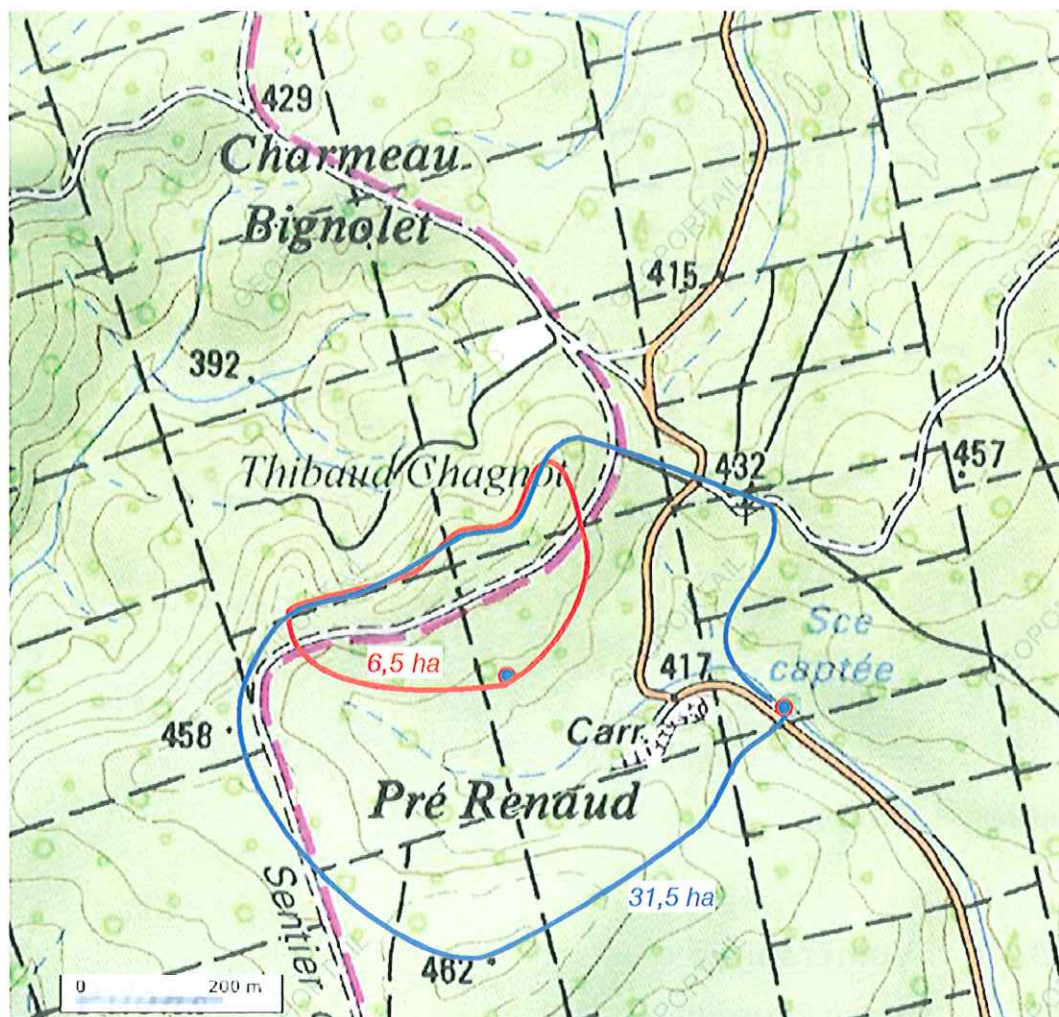 429
Charmeau
Bignolet
415
392
Thibaud Chagnot
432
457
Sce
captée
6,5 ha
417
458
Carr.
Pré Renaud
31,5 ha
Sentier
462
0 200 m
GEOPORTAIL